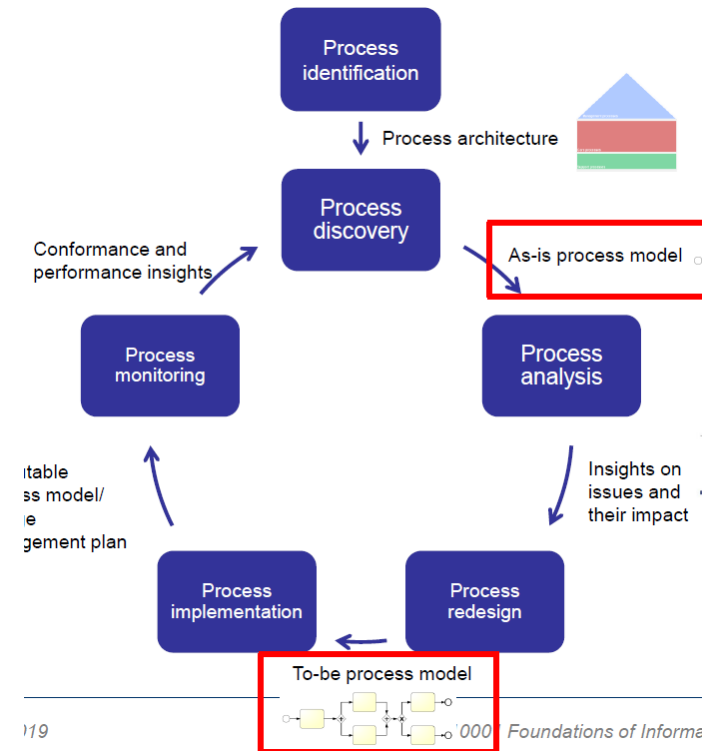 Process
identification
Process architecture
Process
discovery
Conformance and
performance insights
As-is process model
Process
monitoring
Process
analysis
utable
ss model/
gement plan
Insights on
issues and
their impact
Process
implementation
Process
redesign
To-be process model
019
0001 Foundations of Informa